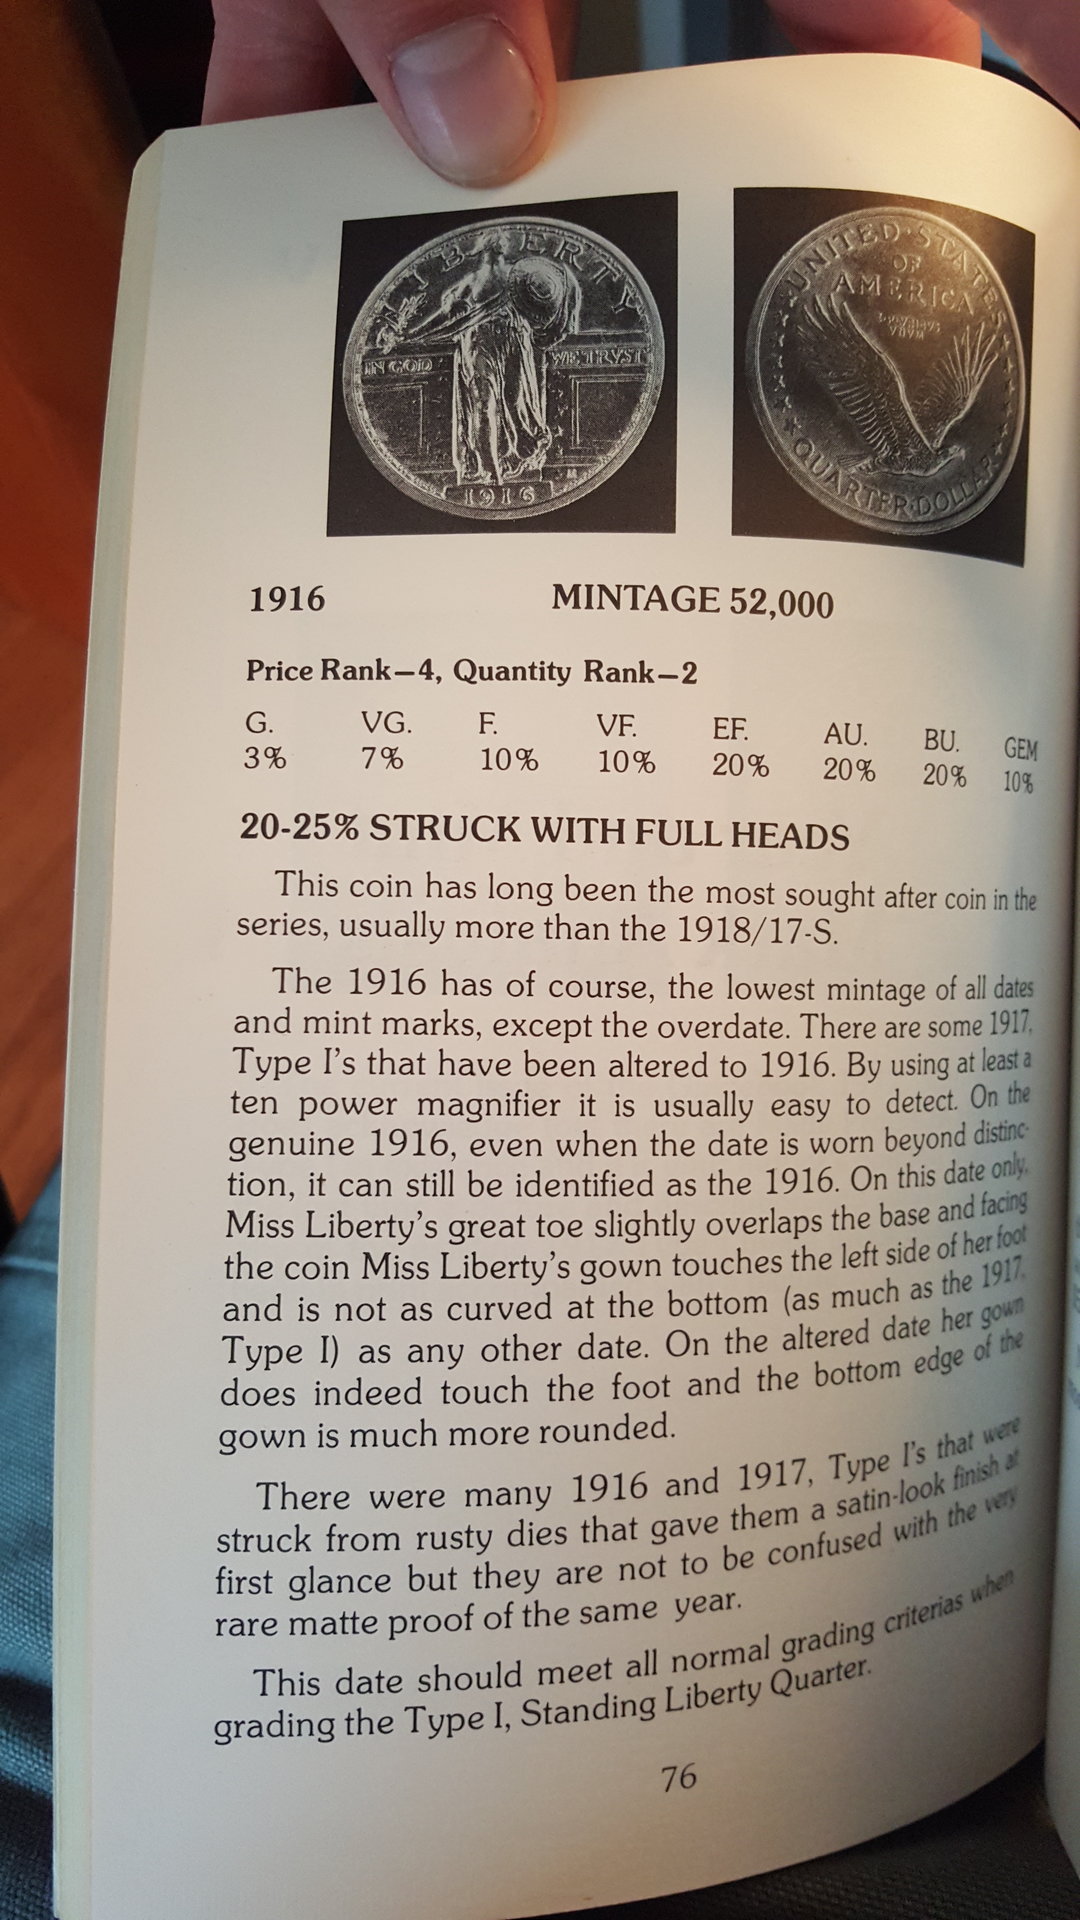 LIBERTY
IN GOD WE TRVST
1916
UNITED·STATES
OF
AMERICA
QUARTER·DOLLAR
1916 MINTAGE 52,000
Price Rank—4, Quantity Rank—2
G. VG. F. VF. EF. AU. BU. GEM
3% 7% 10% 10% 20% 20% 20% 10%
20-25% STRUCK WITH FULL HEADS
This coin has long been the most sought after coin in the
series, usually more than the 1918/17-S.
The 1916 has of course, the lowest mintage of all dates
and mint marks, except the overdate. There are some 1917,
Type I's that have been altered to 1916. By using at least a
ten power magnifier it is usually easy to detect. On the
genuine 1916, even when the date is worn beyond distinc-
tion, it can still be identified as the 1916. On this date only,
Miss Liberty's great toe slightly overlaps the base and facing
the coin Miss Liberty's gown touches the left side of her foot
and is not as curved at the bottom (as much as the 1917,
Type I) as any other date. On the altered date her gown
does indeed touch the foot and the bottom edge of the
gown is much more rounded.
There were many 1916 and 1917, Type I's that were
struck from rusty dies that gave them a satin-look finish at
first glance but they are not to be confused with the very
rare matte proof of the same year.
This date should meet all normal grading criterias when
grading the Type I, Standing Liberty Quarter.
76